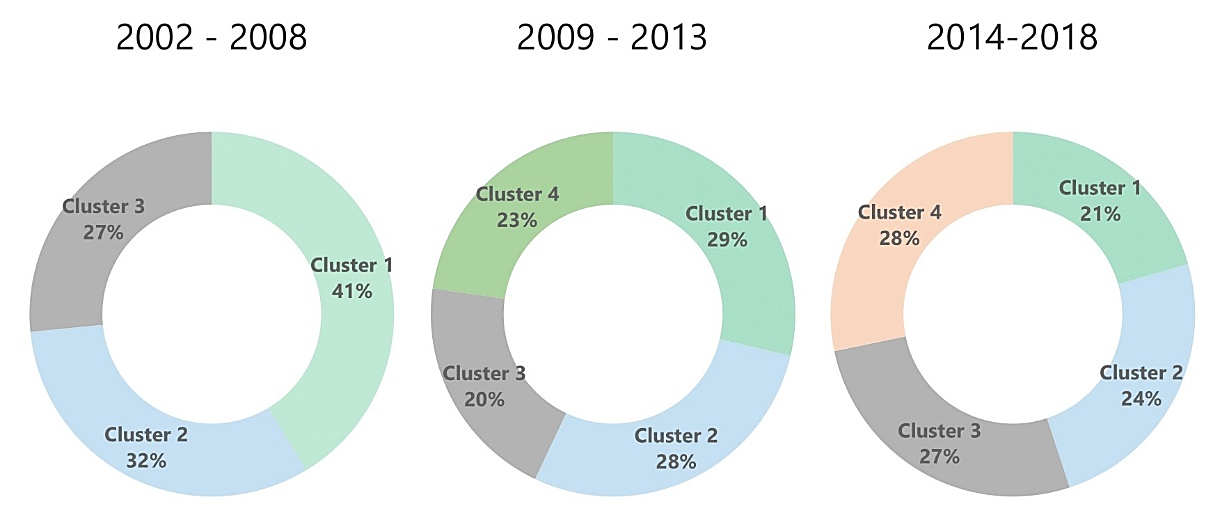 2002 - 2008
Cluster 3
27%
Cluster 1
41%
Cluster 2
32%
2009 - 2013
Cluster 4
23%
Cluster 1
29%
Cluster 3
20%
Cluster 2
28%
2014-2018
Cluster 4
28%
Cluster 1
21%
Cluster 2
24%
Cluster 3
27%